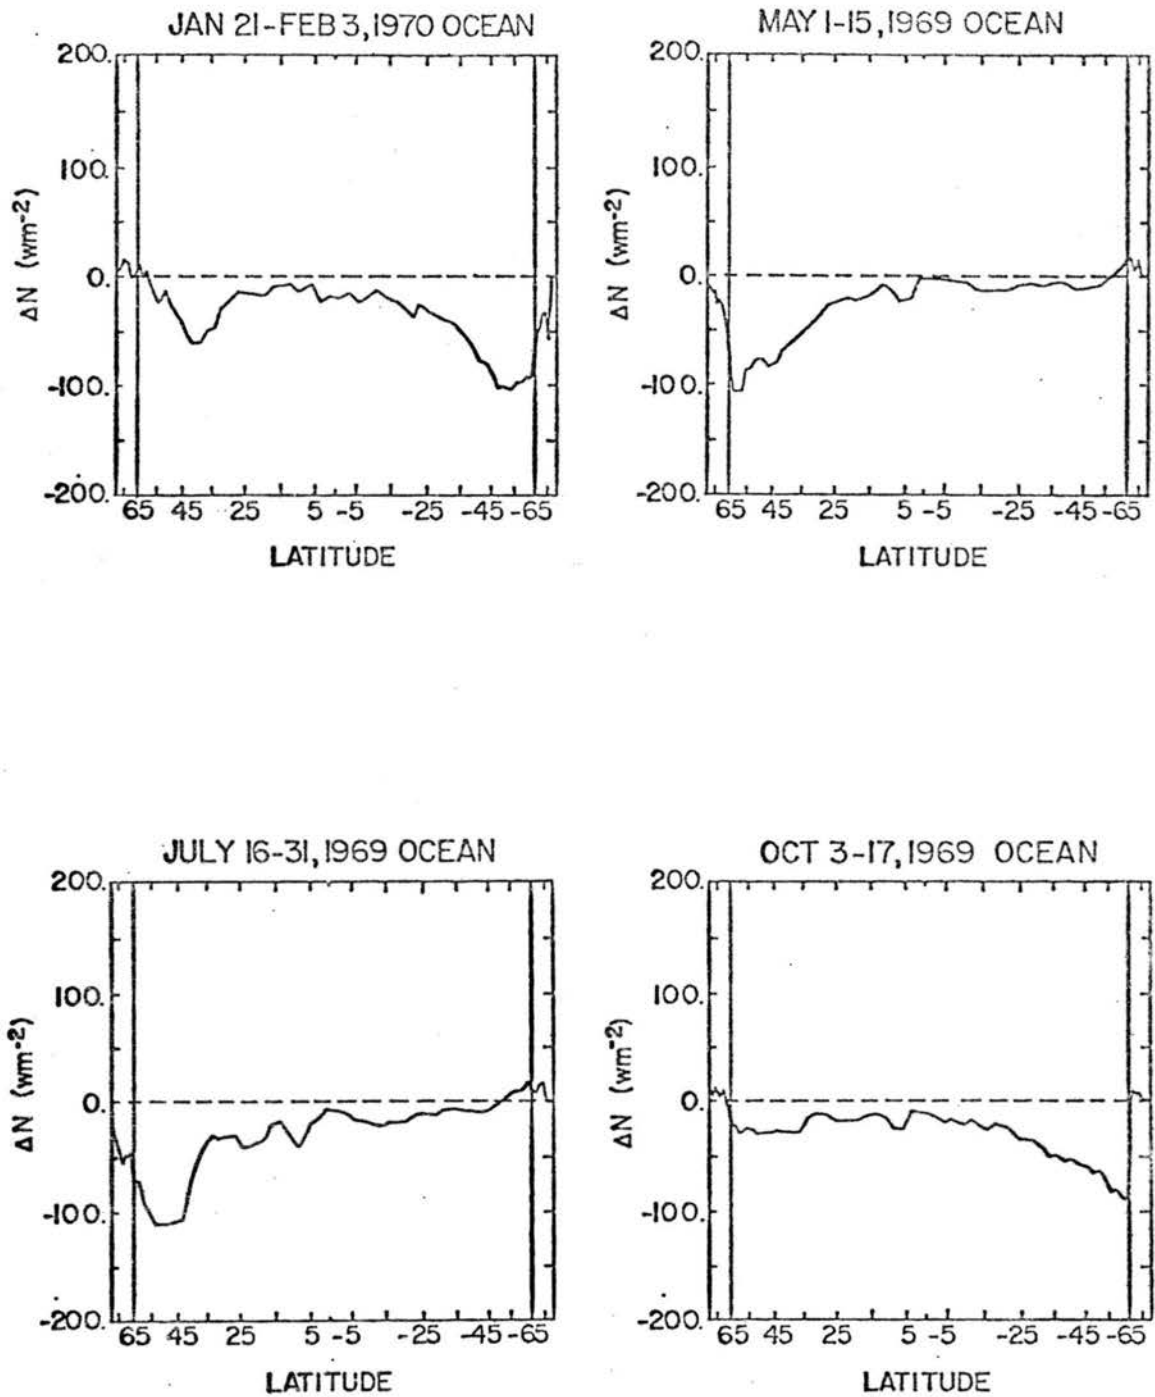 JAN 21-FEB 3, 1970 OCEAN
200.
100.
0.
-100.
-200.
ΔN (wm⁻²)
65 45 25 5 -5 -25 -45 -65
LATITUDE
MAY 1-15, 1969 OCEAN
200.
100.
0.
-100.
-200.
ΔN (wm⁻²)
65 45 25 5 -5 -25 -45 -65
LATITUDE
JULY 16-31, 1969 OCEAN
200.
100.
0.
-100.
-200.
ΔN (wm⁻²)
65 45 25 5 -5 -25 -45 -65
LATITUDE
OCT 3-17, 1969 OCEAN
200.
100.
0.
-100.
-200.
ΔN (wm⁻²)
65 45 25 5 -5 -25 -45 -65
LATITUDE